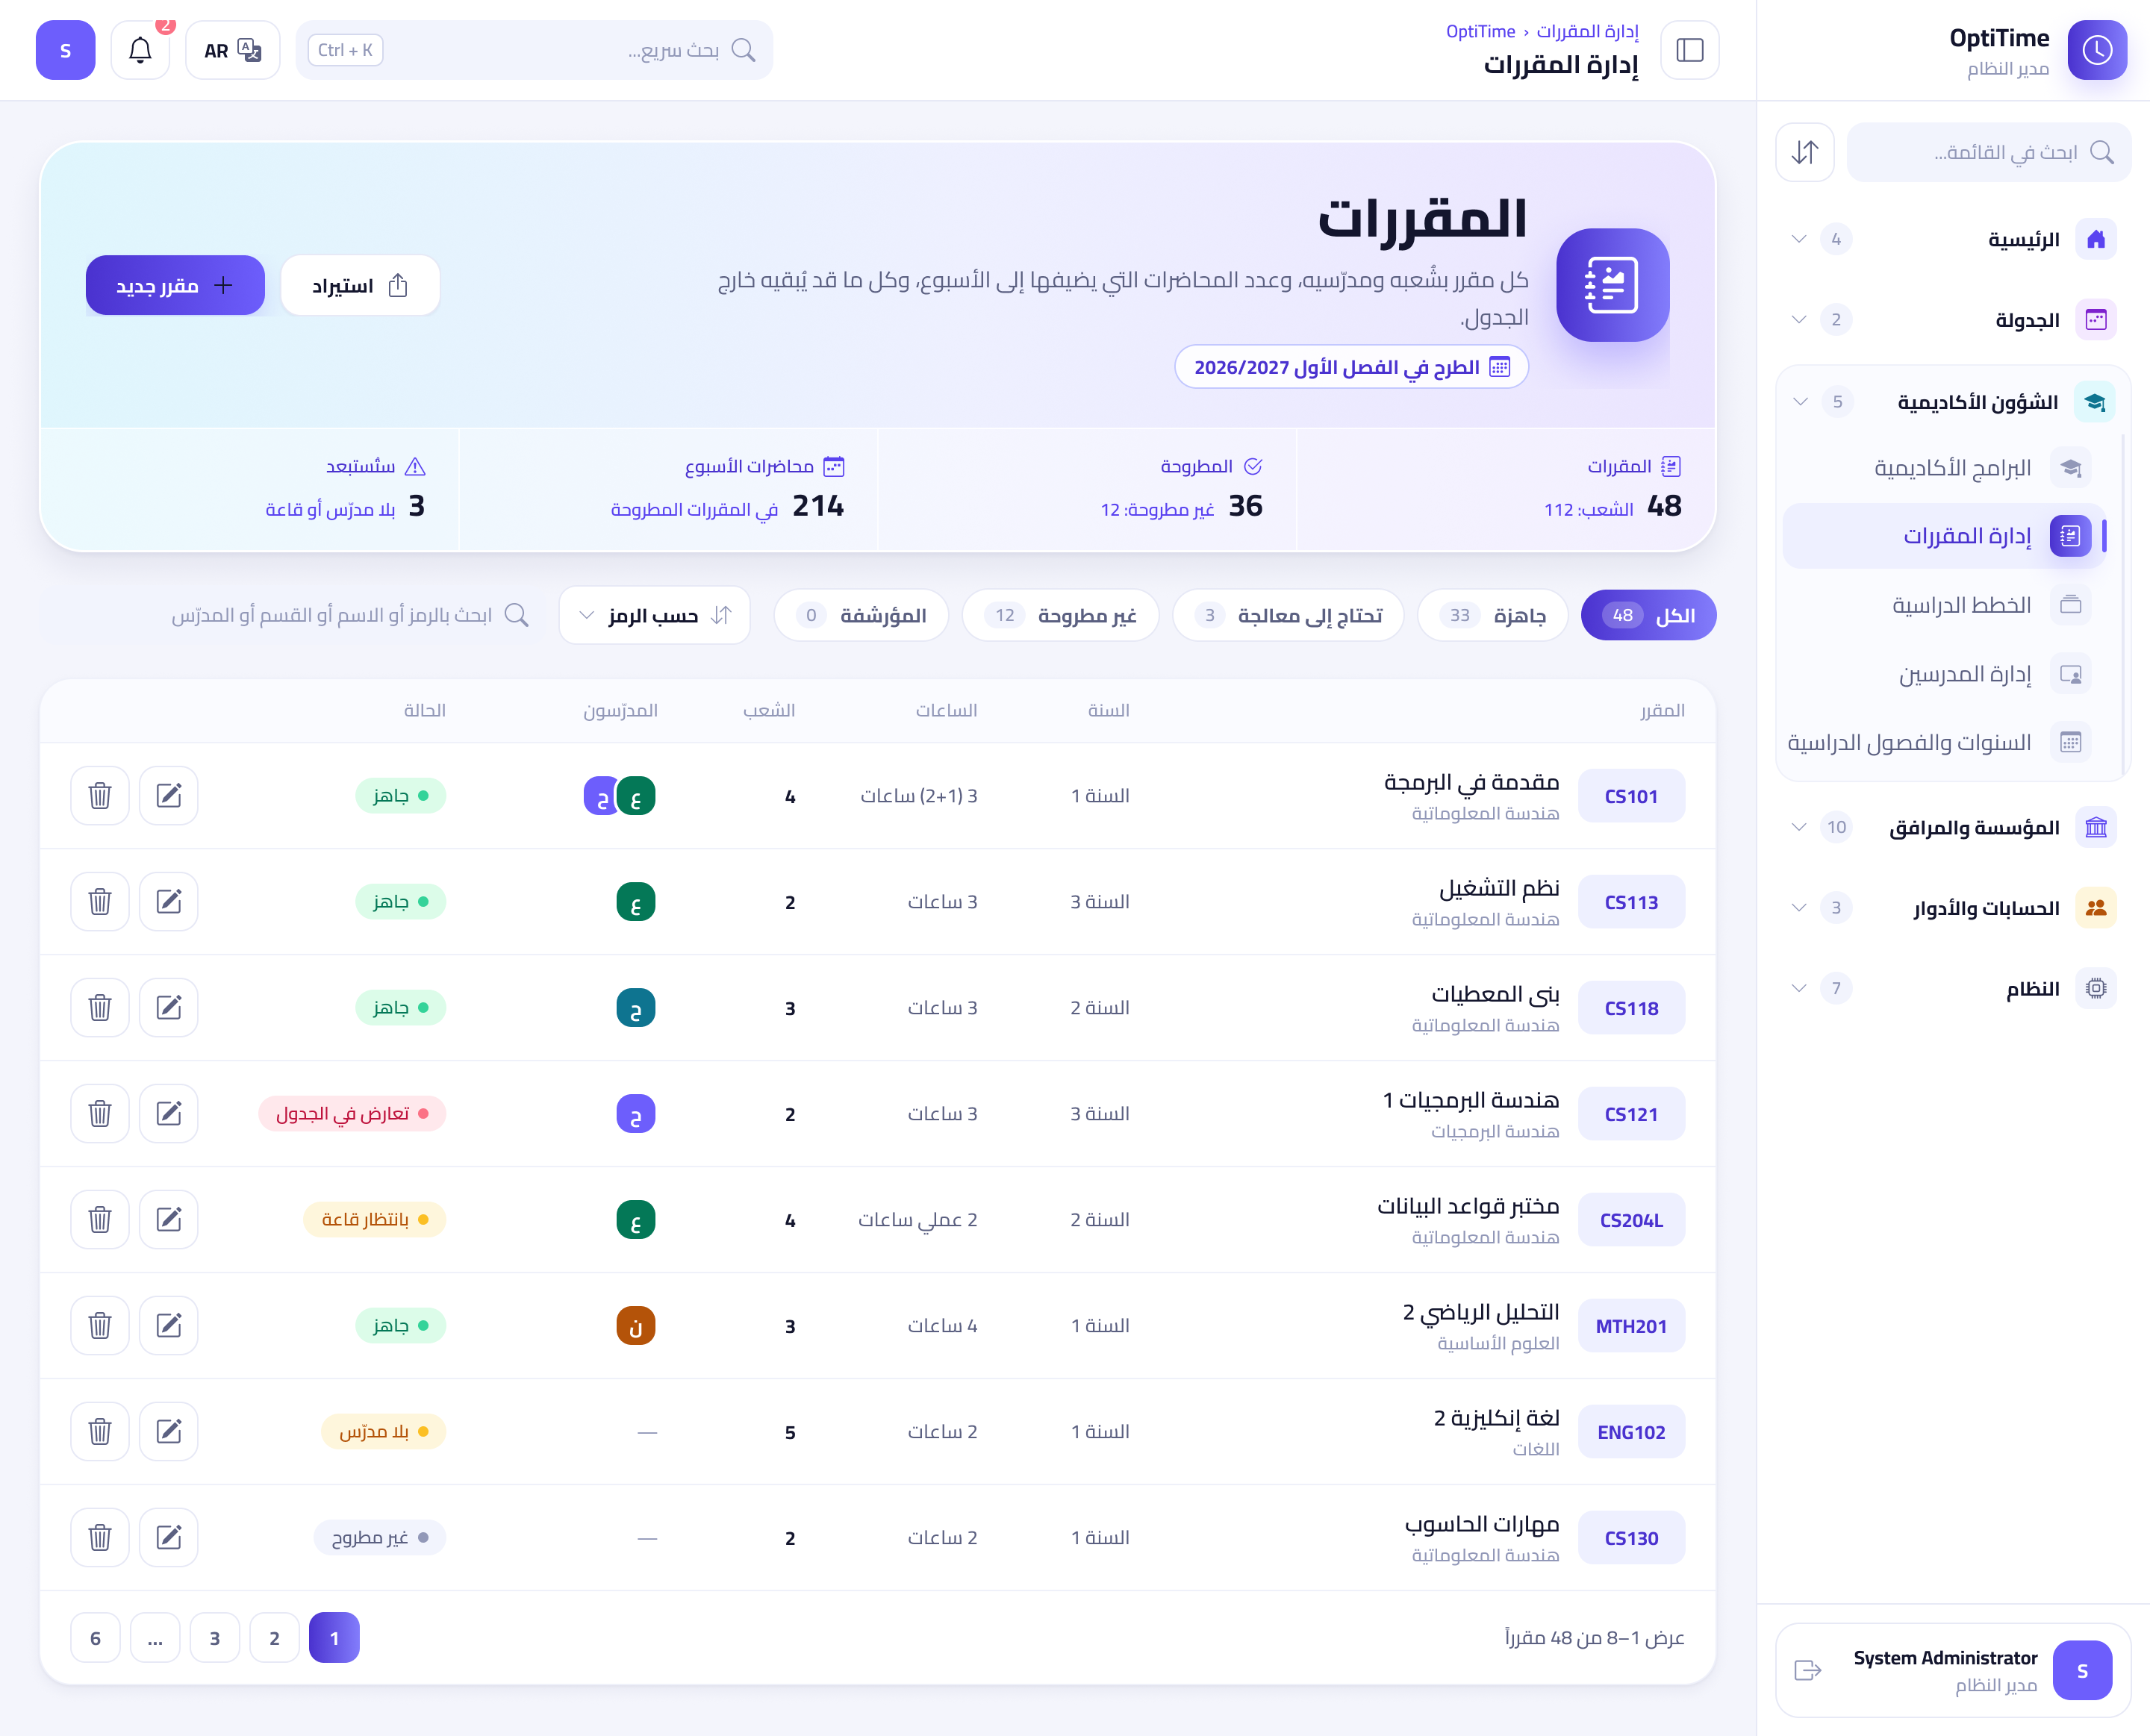 OptiTime
مدير النظام
ابحث في القائمة...
الرئيسية 4
الجدولة 2
الشؤون الأكاديمية 5
البرامج الأكاديمية
إدارة المقررات
الخطط الدراسية
إدارة المدرسين
السنوات والفصول الدراسية
المؤسسة والمرافق 10
الحسابات والأدوار 3
النظام 7
S System Administrator
مدير النظام
إدارة المقررات › OptiTime
إدارة المقررات
بحث سريع... Ctrl + K
AR
2
S
المقررات
كل مقرر بشُعبه ومدرّسيه، وعدد المحاضرات التي يضيفها إلى الأسبوع، وكل ما قد يُبقيه خارج
الجدول.
الطرح في الفصل الأول 2026/2027
استيراد
مقرر جديد
المقررات
48 الشعب: 112
المطروحة
36 غير مطروحة: 12
محاضرات الأسبوع
214 في المقررات المطروحة
ستُستبعد
3 بلا مدرّس أو قاعة
الكل 48
جاهزة 33
تحتاج إلى معالجة 3
غير مطروحة 12
المؤرشفة 0
حسب الرمز
ابحث بالرمز أو الاسم أو القسم أو المدرّس
المقرر السنة الساعات الشعب المدرّسون الحالة
CS101 مقدمة في البرمجة السنة 1 3 (2+1) ساعات 4 ع ح جاهز
هندسة المعلوماتية
CS113 نظم التشغيل السنة 3 3 ساعات 2 ع جاهز
هندسة المعلوماتية
CS118 بنى المعطيات السنة 2 3 ساعات 3 ح جاهز
هندسة المعلوماتية
CS121 هندسة البرمجيات 1 السنة 3 3 ساعات 2 ح تعارض في الجدول
هندسة البرمجيات
CS204L مختبر قواعد البيانات السنة 2 2 عملي ساعات 4 ع بانتظار قاعة
هندسة المعلوماتية
MTH201 التحليل الرياضي 2 السنة 1 4 ساعات 3 ن جاهز
العلوم الأساسية
ENG102 لغة إنكليزية 2 السنة 1 2 ساعات 5 — بلا مدرّس
اللغات
CS130 مهارات الحاسوب السنة 1 2 ساعات 2 — غير مطروح
هندسة المعلوماتية
عرض 1–8 من 48 مقرراً
1 2 3 ... 6